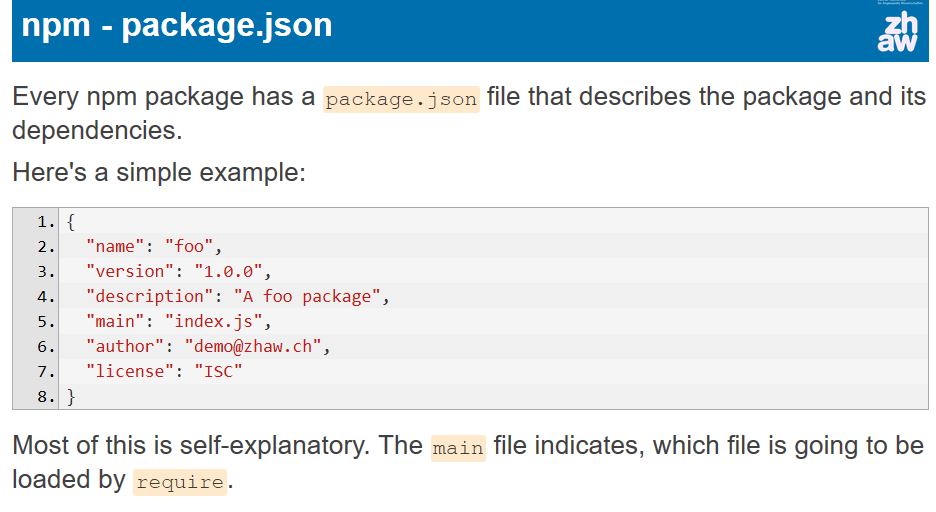 npm - package.json
zh
aw
Every npm package has a package.json file that describes the package and its
dependencies.
Here's a simple example:
1. {
2.   "name": "foo",
3.   "version": "1.0.0",
4.   "description": "A foo package",
5.   "main": "index.js",
6.   "author": "demo@zhaw.ch",
7.   "license": "ISC"
8. }
Most of this is self-explanatory. The main file indicates, which file is going to be
loaded by require.